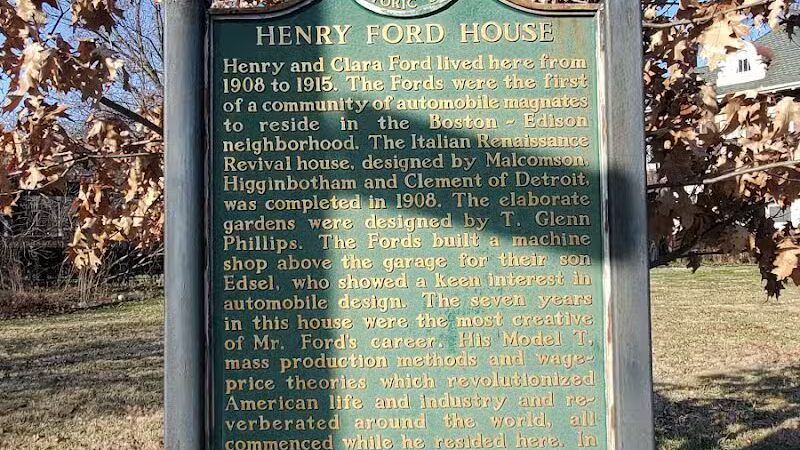 HENRY FORD HOUSE
Henry and Clara Ford lived here from
1908 to 1915. The Fords were the first
of a community of automobile magnates
to reside in the Boston ~ Edison
neighborhood. The Italian Renaissance
Revival house, designed by Malcomson,
Higginbotham and Clement of Detroit,
was completed in 1908. The elaborate
gardens were designed by T. Glenn
Phillips. The Fords built a machine
shop above the garage for their son
Edsel, who showed a keen interest in
automobile design. The seven years
in this house were the most creative
of Mr. Ford's career. His Model T,
mass production methods and wage-
price theories which revolutionized
American life and industry and re-
verberated around the world, all
commenced while he resided here. In